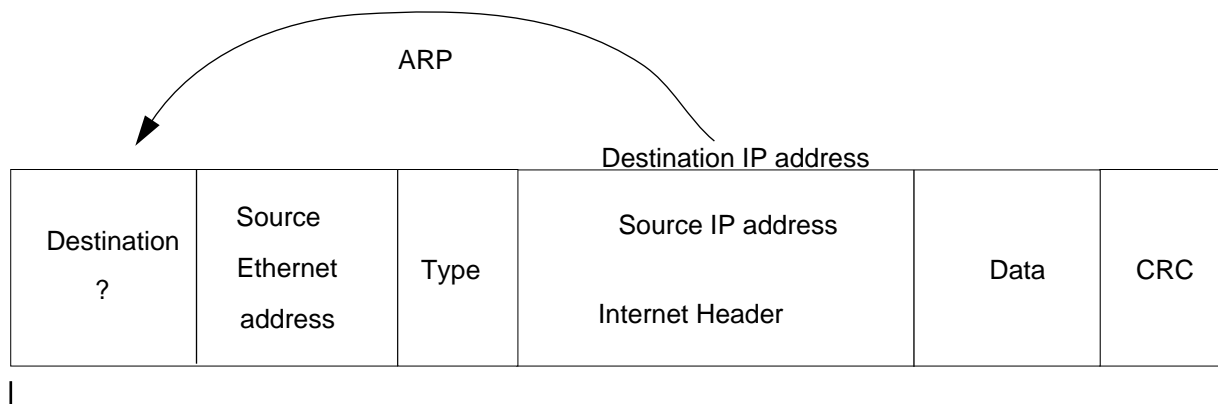 ARP
Destination IP address
Destination
?
Source
Ethernet
address
Type
Source IP address
Internet Header
Data
CRC